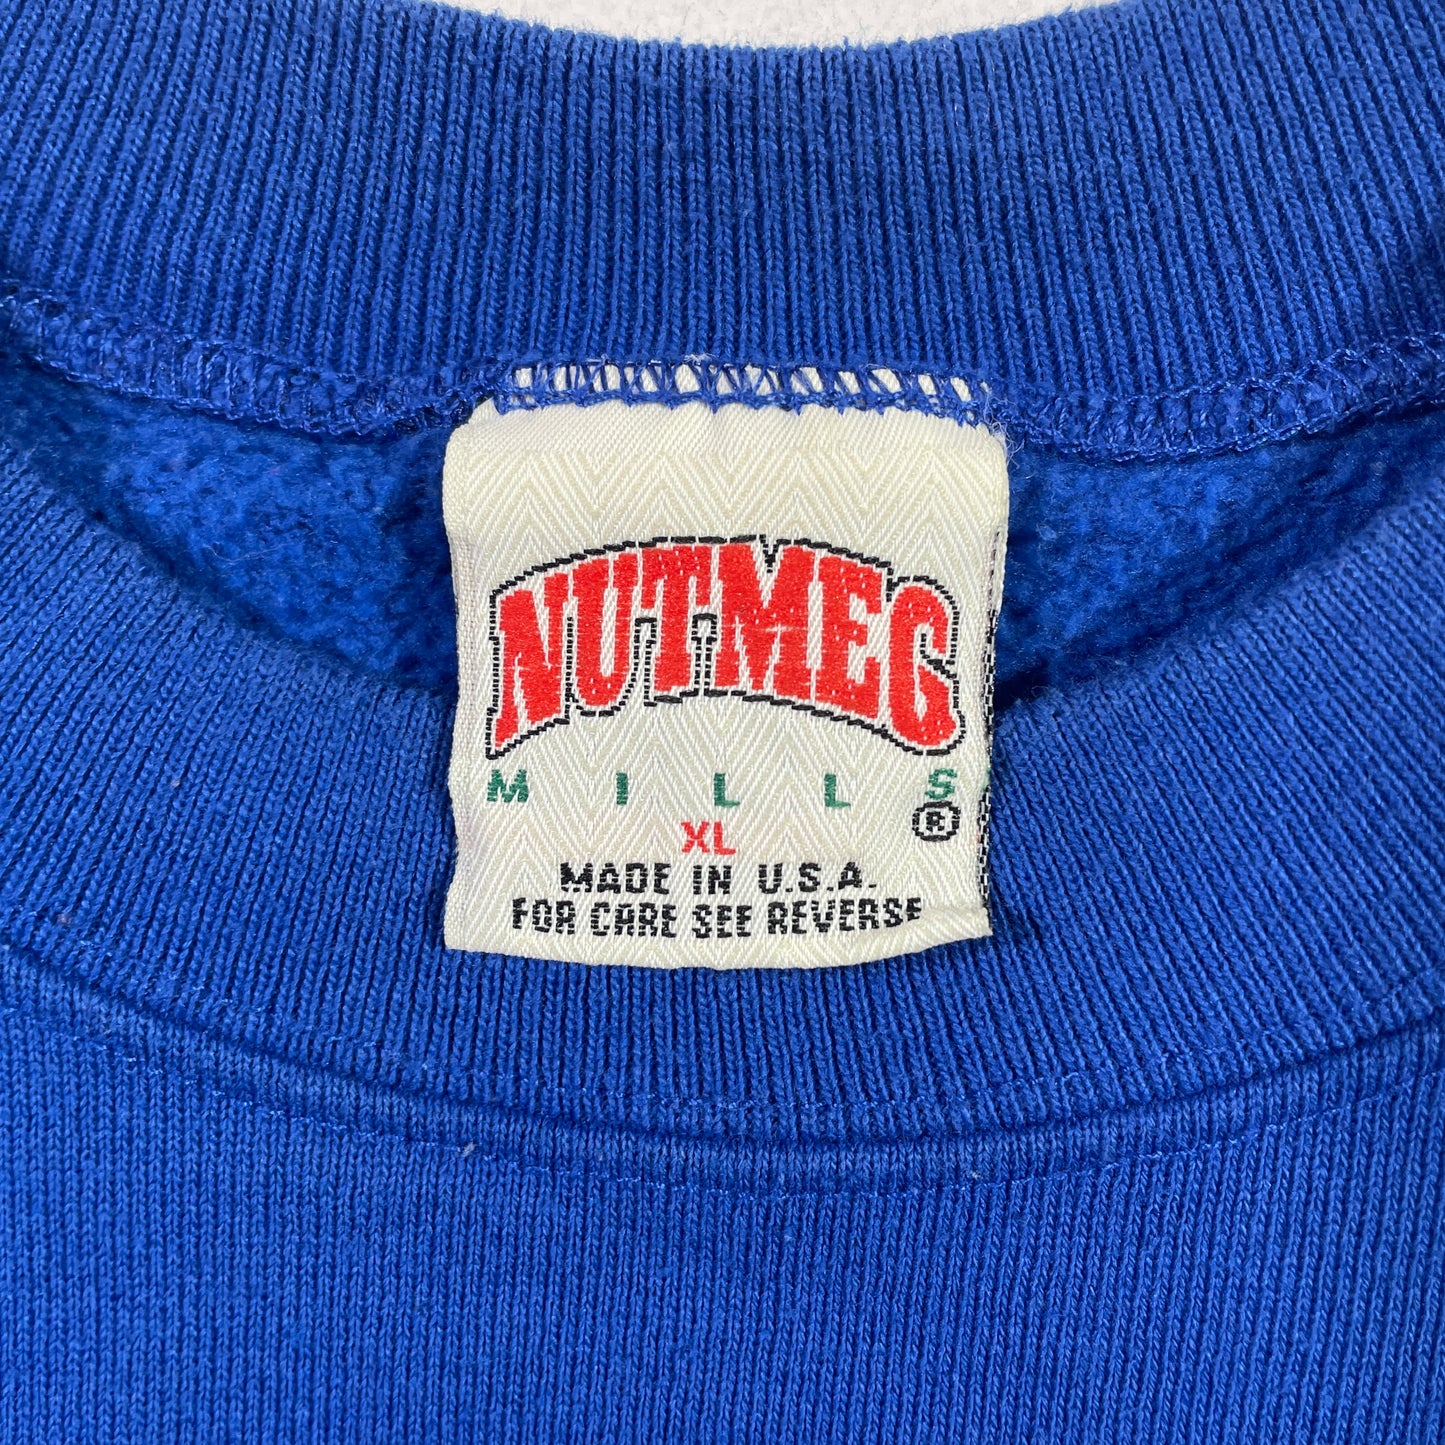 NUTMEG
MILLS
®
XL
MADE IN U.S.A.
FOR CARE SEE REVERSE